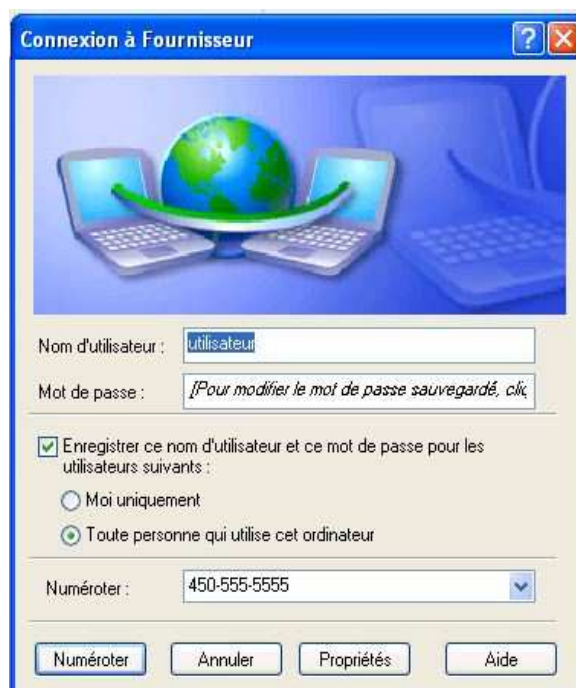 Connexion à Fournisseur
Nom d'utilisateur :
utilisateur
Mot de passe :
[Pour modifier le mot de passe sauvegardé, clic
Enregistrer ce nom d'utilisateur et ce mot de passe pour les
utilisateurs suivants :
Moi uniquement
Toute personne qui utilise cet ordinateur
Numéroter :
450-555-5555
Numéroter
Annuler
Propriétés
Aide